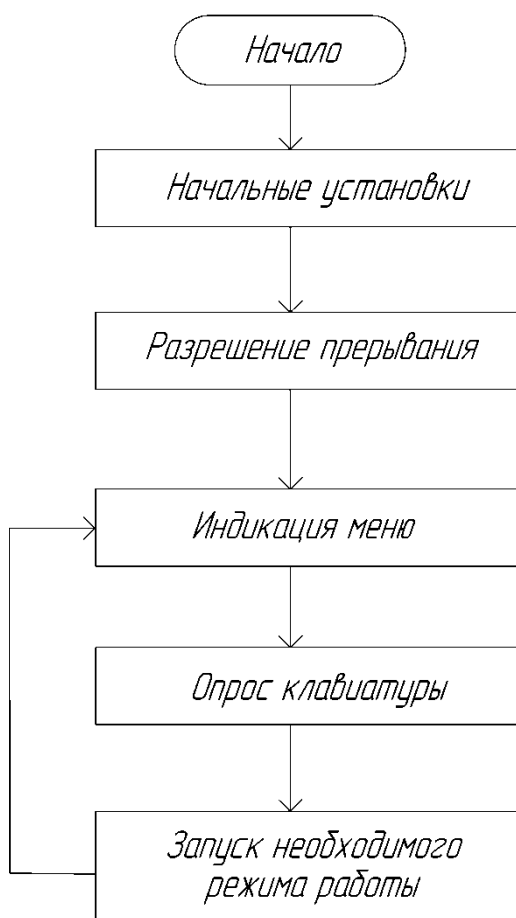 Начало
Начальные установки
Разрешение прерывания
Индикация меню
Опрос клавиатуры
Запуск необходимого
режима работы